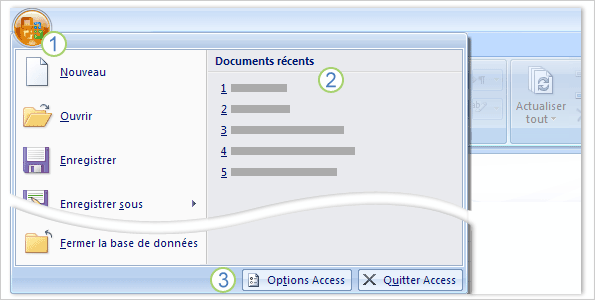 1
Documents récents
2
Nouveau
Ouvrir
Enregistrer
Enregistrer sous
Fermer la base de données
1
2
3
4
5
Actualiser
tout
3
Options Access
Quitter Access